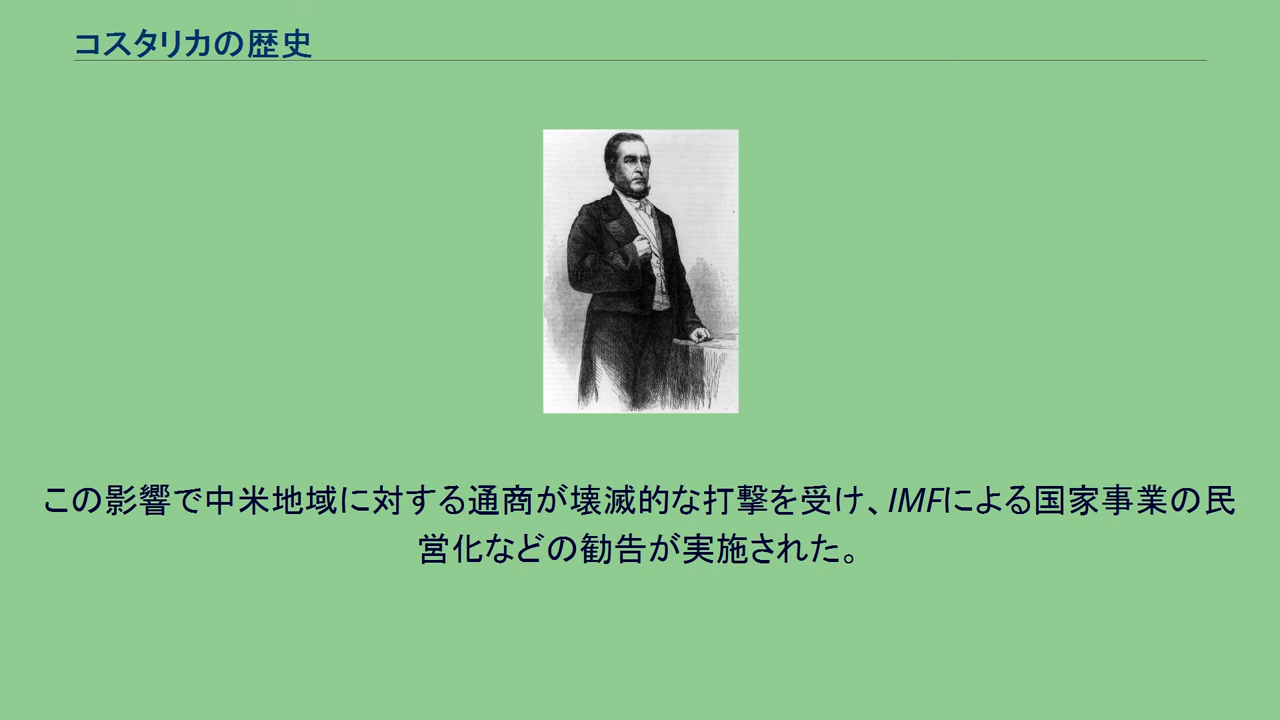 コスタリカの歴史
この影響で中米地域に対する通商が壊滅的な打撃を受け、IMFによる国家事業の民
営化などの勧告が実施された。